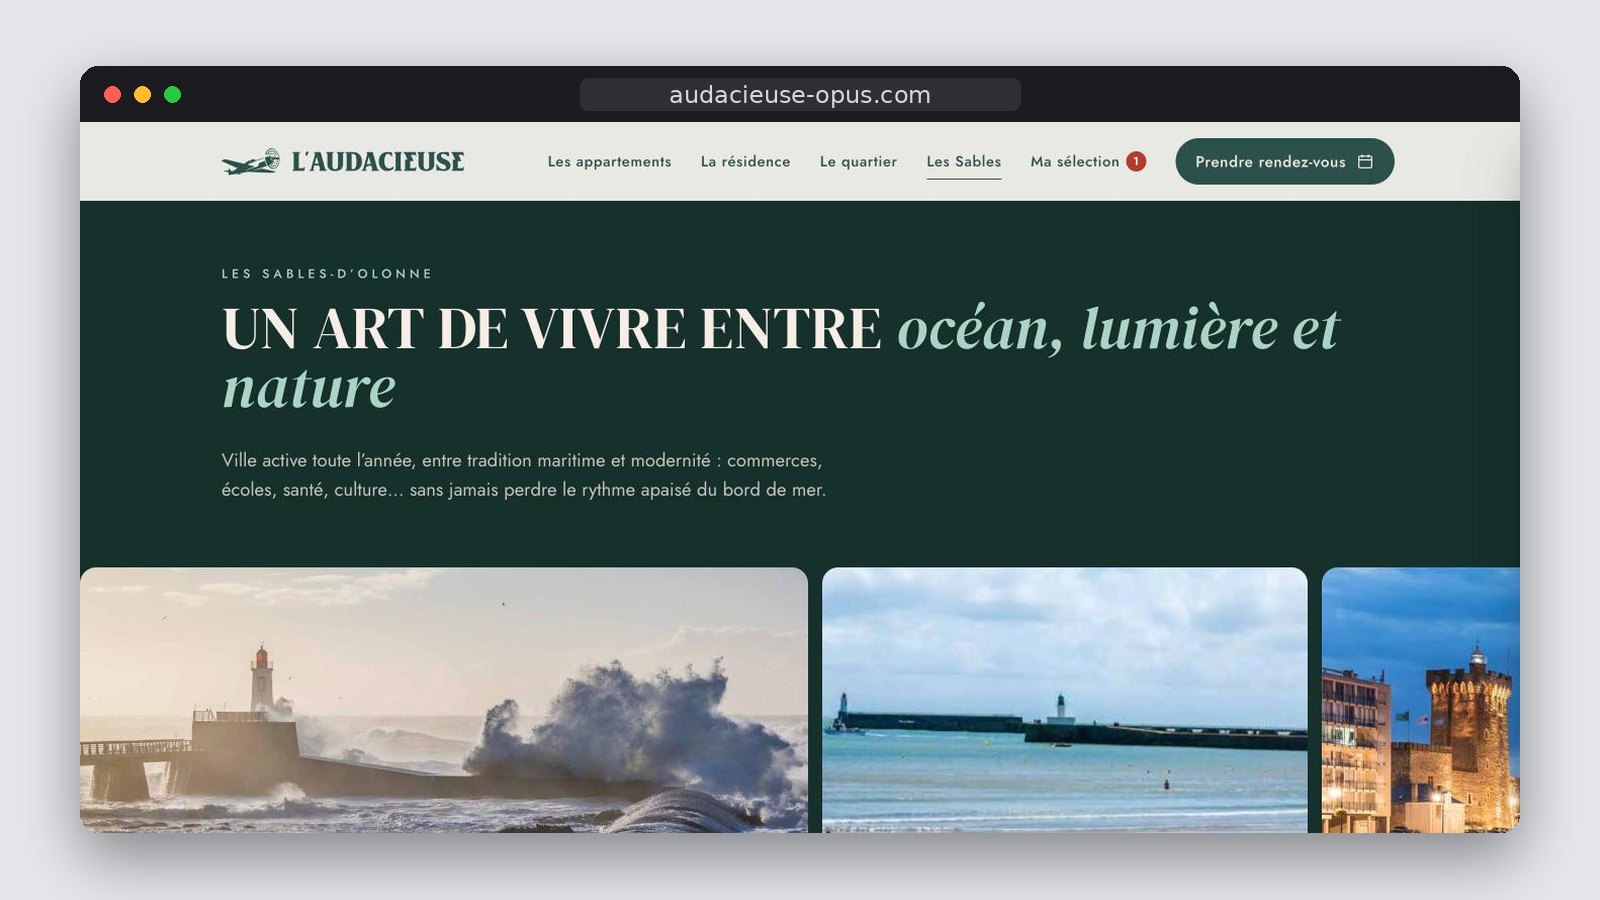 audacieuse-opus.com
L'AUDACIEUSE
Les appartements
La résidence
Le quartier
Les Sables
Ma sélection 1
Prendre rendez-vous
LES SABLES-D'OLONNE
UN ART DE VIVRE ENTRE océan, lumière et
nature
Ville active toute l'année, entre tradition maritime et modernité : commerces,
écoles, santé, culture… sans jamais perdre le rythme apaisé du bord de mer.